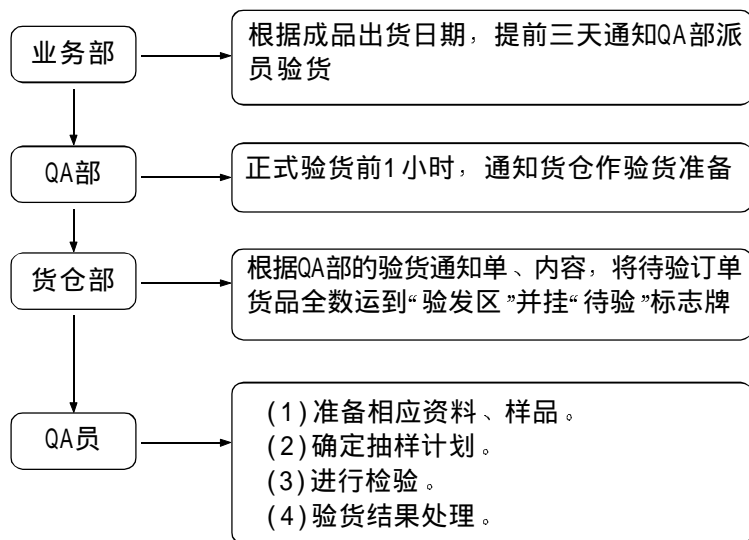 业务部
根据成品出货日期，提前三天通知QA部派
员验货
QA部
正式验货前1小时，通知货仓作验货准备
货仓部
根据QA部的验货通知单、内容，将待验订单
货品全数运到“验发区”并挂“待验”标志牌
QA员
(1)准备相应资料、样品。
(2)确定抽样计划。
(3)进行检验。
(4)验货结果处理。